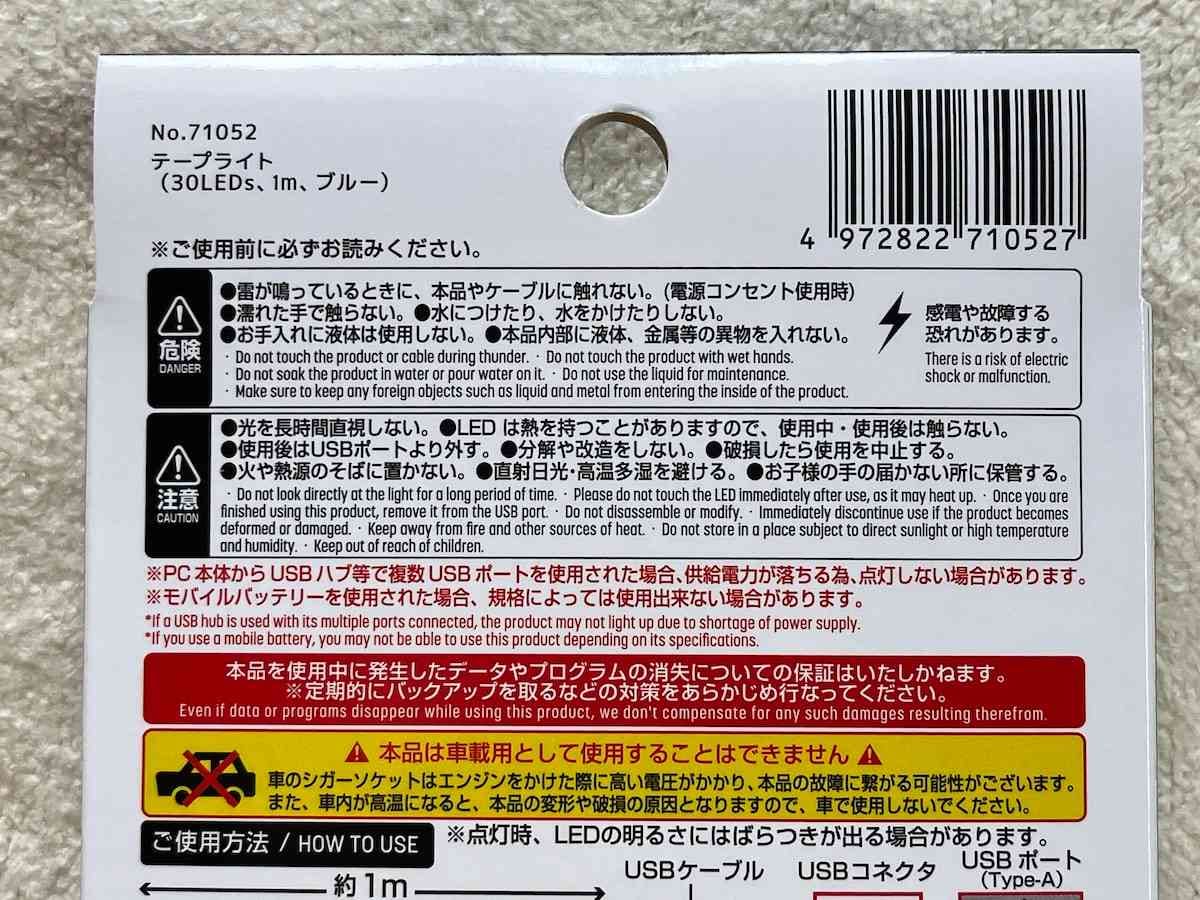 No.71052
テープライト
（30LEDs、1m、ブルー）
4 972822 710527
※ご使用前に必ずお読みください。
危険
DANGER
●雷が鳴っているときに、本品やケーブルに触れない。(電源コンセント使用時)
●濡れた手で触らない。●水につけたり、水をかけたりしない。
●お手入れに液体は使用しない。●本品内部に液体、金属等の異物を入れない。
· Do not touch the product or cable during thunder. · Do not touch the product with wet hands.
· Do not soak the product in water or pour water on it. · Do not use the liquid for maintenance.
· Make sure to keep any foreign objects such as liquid and metal from entering the inside of the product.
感電や故障する
恐れがあります。
There is a risk of electric
shock or malfunction.
注意
CAUTION
●光を長時間直視しない。●LED は熱を持つことがありますので、使用中・使用後は触らない。
●使用後はUSBポートより外す。●分解や改造をしない。●破損したら使用を中止する。
●火や熱源のそばに置かない。●直射日光・高温多湿を避ける。●お子様の手の届かない所に保管する。
· Do not look directly at the light for a long period of time. · Please do not touch the LED immediately after use, as it may heat up. · Once you are
finished using this product, remove it from the USB port. · Do not disassemble or modify. · Immediately discontinue use if the product becomes
deformed or damaged. · Keep away from fire and other sources of heat. · Do not store in a place subject to direct sunlight or high temperature
and humidity. · Keep out of reach of children.
※PC 本体から USB ハブ等で複数 USB ポートを使用された場合、供給電力が落ちる為、点灯しない場合があります。
※モバイルバッテリーを使用された場合、規格によっては使用出来ない場合があります。
*If a USB hub is used with its multiple ports connected, the product may not light up due to shortage of power supply.
*If you use a mobile battery, you may not be able to use this product depending on its specifications.
本品を使用中に発生したデータやプログラムの消失についての保証はいたしかねます。
※定期的にバックアップを取るなどの対策をあらかじめ行なってください。
Even if data or programs disappear while using this product, we don't compensate for any such damages resulting therefrom.
本品は車載用として使用することはできません
車のシガーソケットはエンジンをかけた際に高い電圧がかかり、本品の故障に繋がる可能性がございます。
また、車内が高温になると、本品の変形や破損の原因となりますので、車で使用しないでください。
ご使用方法 / HOW TO USE
※点灯時、LEDの明るさにはばらつきが出る場合があります。
約1m
USBケーブル
USBコネクタ
USB ポート
(Type-A)